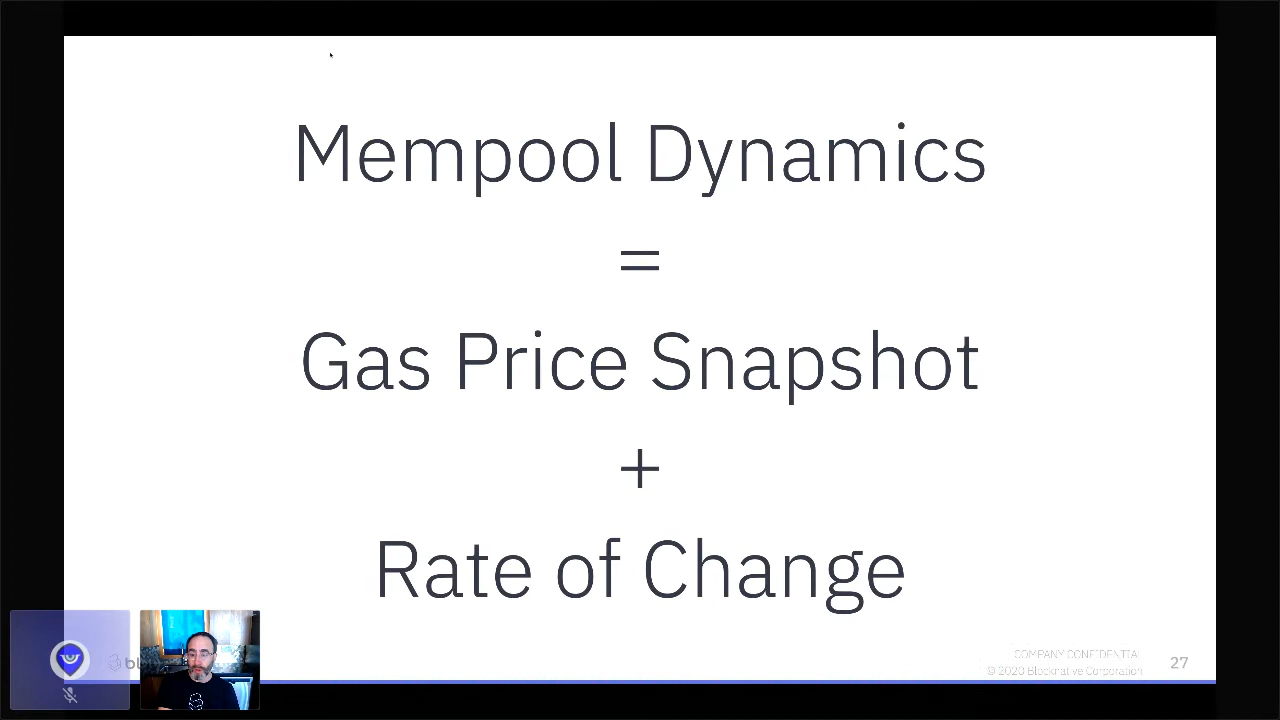 Mempool Dynamics
=
Gas Price Snapshot
+
Rate of Change
COMPANY CONFIDENTIAL
© 2020 Blocknative Corporation
27